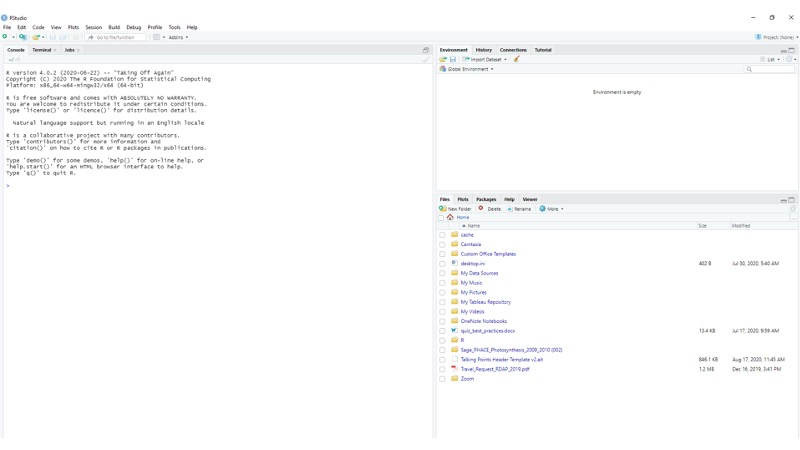 RStudio
File Edit Code View Plots Session Build Debug Profile Tools Help
Go to file/function Addins
Project: (None)
Console Terminal Jobs
R version 4.0.2 (2020-06-22) -- "Taking Off Again"
Copyright (C) 2020 The R Foundation for Statistical Computing
Platform: x86_64-w64-mingw32/x64 (64-bit)
R is free software and comes with ABSOLUTELY NO WARRANTY.
You are welcome to redistribute it under certain conditions.
Type 'license()' or 'licence()' for distribution details.
Natural language support but running in an English locale
R is a collaborative project with many contributors.
Type 'contributors()' for more information and
'citation()' on how to cite R or R packages in publications.
Type 'demo()' for some demos, 'help()' for on-line help, or
'help.start()' for an HTML browser interface to help.
Type 'q()' to quit R.
>
Environment History Connections Tutorial
Import Dataset List
Global Environment
Environment is empty
Files Plots Packages Help Viewer
New Folder Delete Rename More
Home
Name Size Modified
cache
Camtasia
Custom Office Templates
desktop.ini 402 B Jul 30, 2020, 5:40 AM
My Data Sources
My Music
My Pictures
My Tableau Repository
My Videos
OneNote Notebooks
quiz_best_practices.docx 13.4 KB Jul 17, 2020, 9:59 AM
R
Sage_PHACE_Photosynthesis_2009_2010 (002)
Talking Points Header Template v2.ait 846.1 KB Aug 17, 2020, 11:45 AM
Travel_Request_RDAP_2019.pdf 1.2 MB Dec 16, 2019, 3:41 PM
Zoom